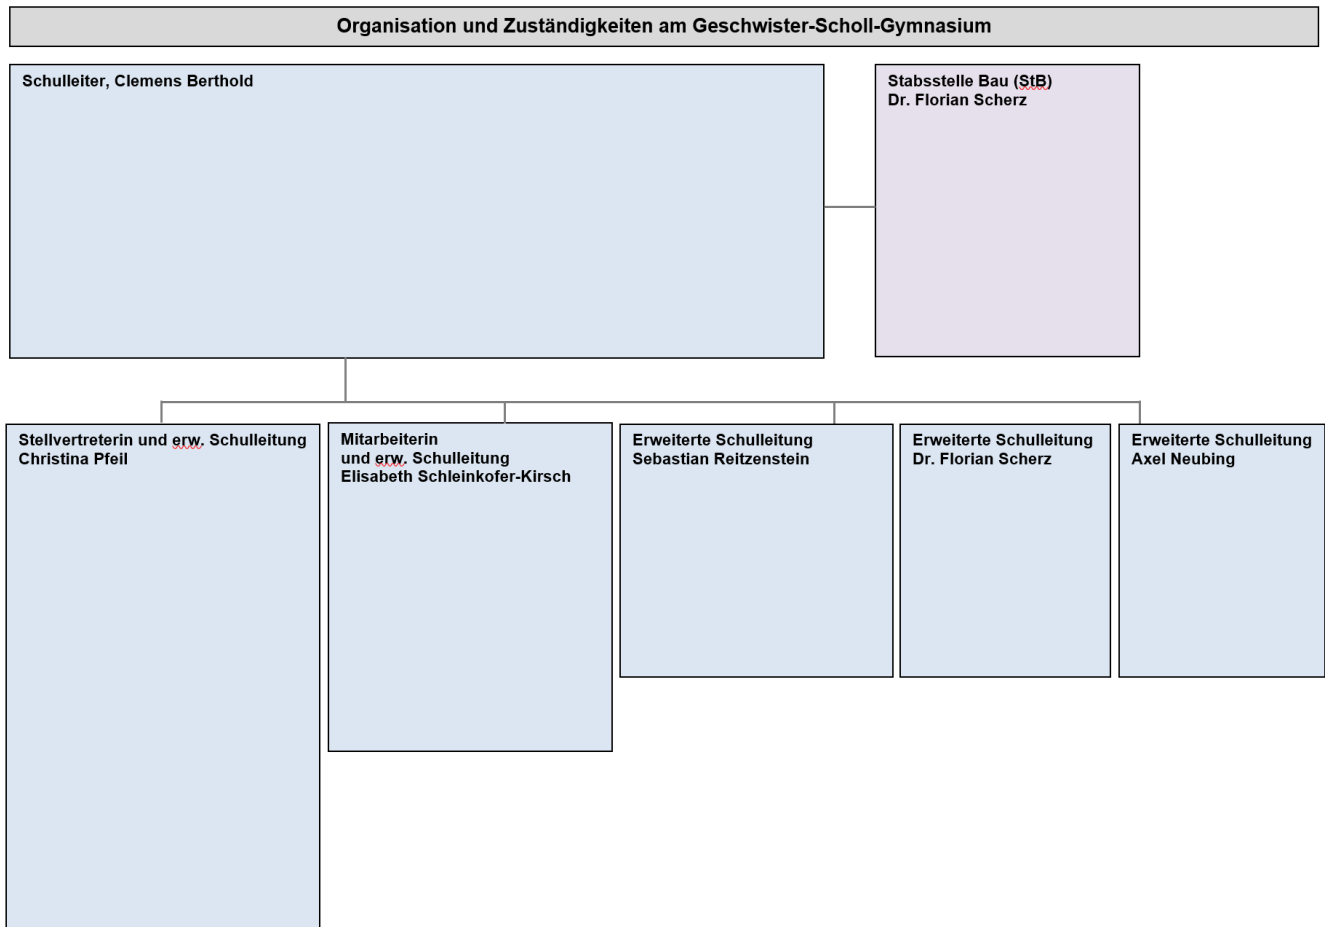 Organisation und Zuständigkeiten am Geschwister-Scholl-Gymnasium
Schulleiter, Clemens Berthold
Stabsstelle Bau (StB)
Dr. Florian Scherz
Stellvertreterin und erw. Schulleitung
Christina Pfeil
Mitarbeiterin
und erw. Schulleitung
Elisabeth Schleinkofer-Kirsch
Erweiterte Schulleitung
Sebastian Reitzenstein
Erweiterte Schulleitung
Dr. Florian Scherz
Erweiterte Schulleitung
Axel Neubing